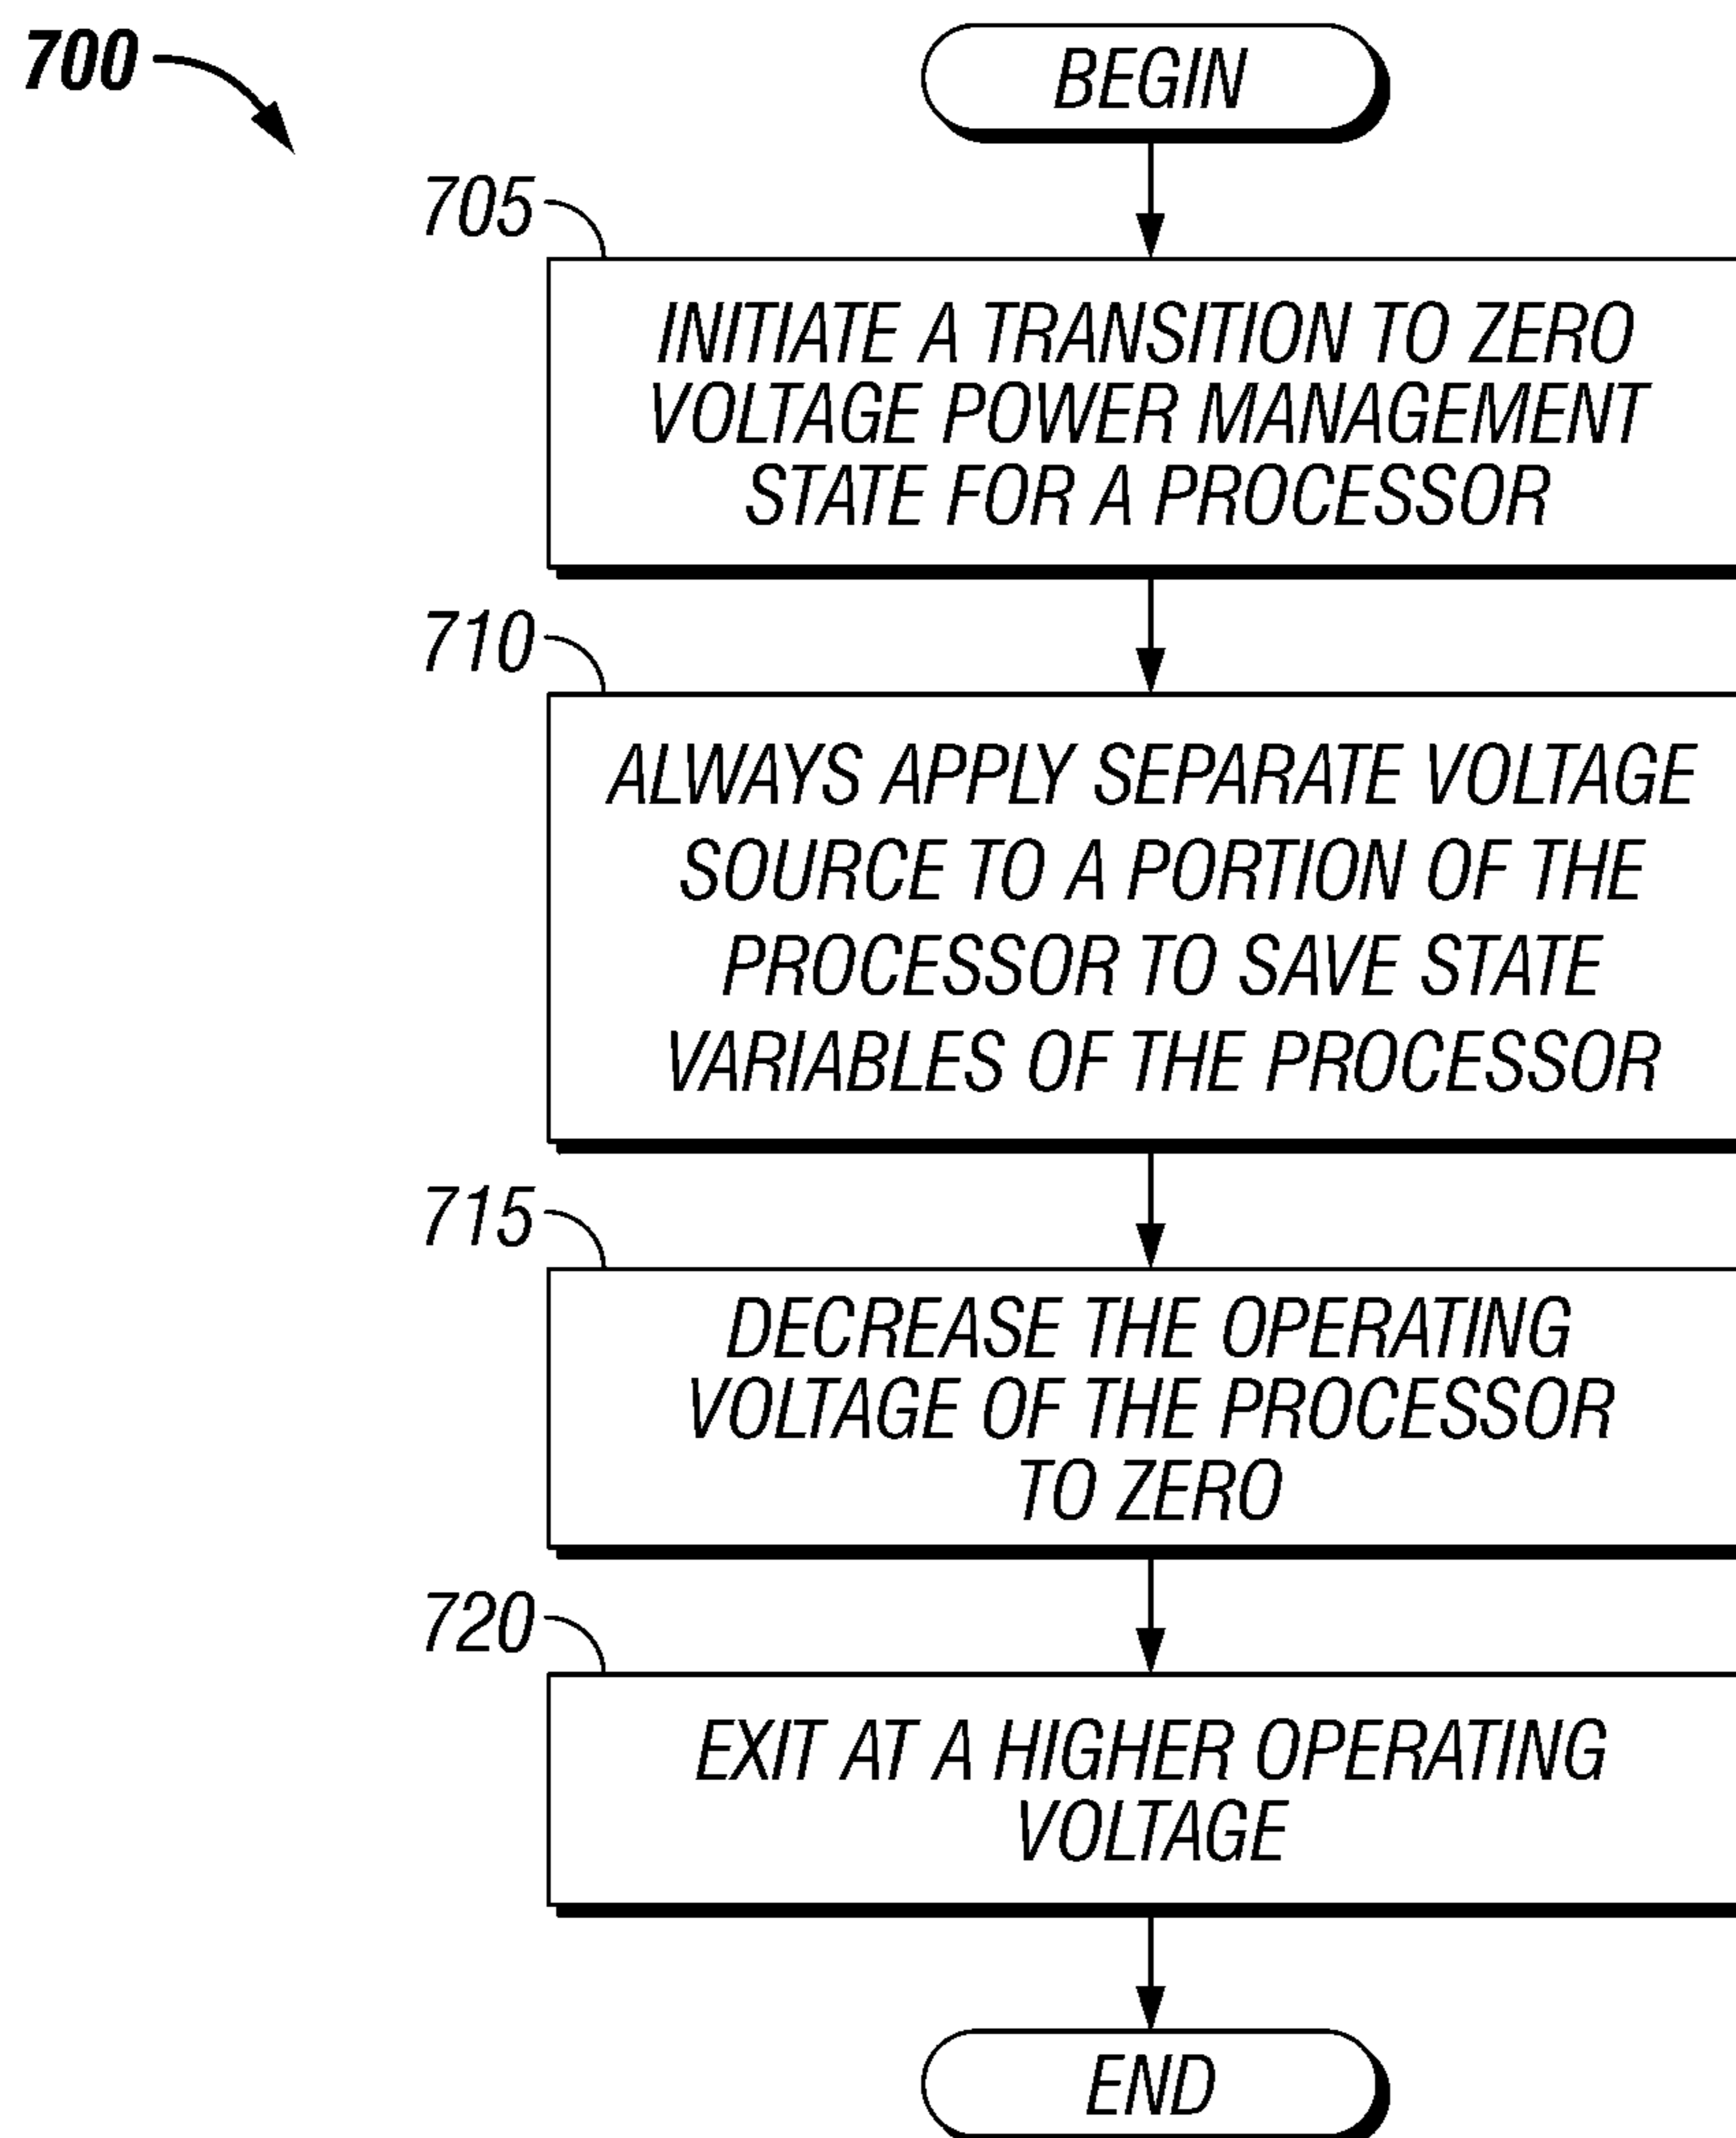 700
BEGIN
705
INITIATE A TRANSITION TO ZERO
VOLTAGE POWER MANAGEMENT
STATE FOR A PROCESSOR
710
ALWAYS APPLY SEPARATE VOLTAGE
SOURCE TO A PORTION OF THE
PROCESSOR TO SAVE STATE
VARIABLES OF THE PROCESSOR
715
DECREASE THE OPERATING
VOLTAGE OF THE PROCESSOR
TO ZERO
720
EXIT AT A HIGHER OPERATING
VOLTAGE
END